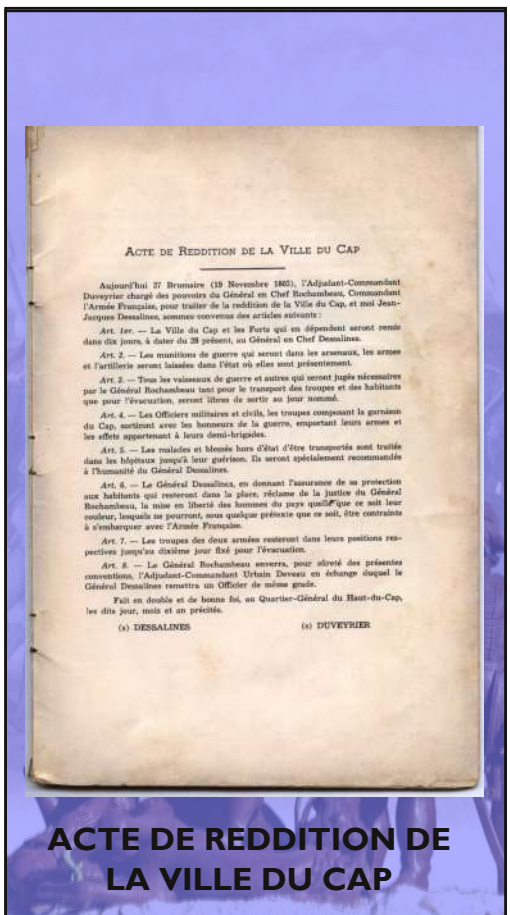 ACTE DE REDDITION DE LA VILLE DU CAP
Aujourd'hui 27 Brumaire (19 Novembre 1803), l'Adjudant-Commandant
Duveyrier chargé des pouvoirs du Général en Chef Rochambeau, Commandant
l'Armée Française, pour traiter de la reddition de la Ville du Cap, et moi Jean-
Jacques Dessalines, sommes convenus des articles suivants :
Art. 1er. — La Ville du Cap et les Forts qui en dépendent seront remis
dans dix jours, à dater du 28 présent, au Général en Chef Dessalines.
Art. 2. — Les munitions de guerre qui seront dans les arsenaux, les armes
et l'artillerie seront laissées dans l'état où elles sont présentement.
Art. 3. — Tous les vaisseaux de guerre et autres qui seront jugés nécessaires
par le Général Rochambeau tant pour le transport des troupes et des habitants
que pour l'évacuation, seront libres de sortir au jour nommé.
Art. 4. — Les Officiers militaires et civils, les troupes composant la garnison
du Cap, sortiront avec les honneurs de la guerre, emportant leurs armes et
les effets appartenant à leurs demi-brigades.
Art. 5. — Les malades et blessés hors d'état d'être transportés sont traités
dans les hôpitaux jusqu'à leur guérison. Ils seront spécialement recommandés
à l'humanité du Général Dessalines.
Art. 6. — Le Général Dessalines, en donnant l'assurance de sa protection
aux habitants qui resteront dans la place, réclame de la justice du Général
Rochambeau, la mise en liberté des hommes du pays que ce soit leur
couleur, lesquels ne pourront, sous quelque prétexte que ce soit, être contraints
à s'embarquer avec l'Armée Française.
Art. 7. — Les troupes des deux armées resteront dans leurs positions res-
pectives jusqu'au dixième jour fixé pour l'évacuation.
Art. 8. — Le Général Rochambeau enverra, pour sûreté des présentes
conventions, l'Adjudant-Commandant Urbain Deveau en échange duquel le
Général Dessalines remettra un Officier de même grade.
Fait en double et de bonne foi, au Quartier-Général du Haut-du-Cap,
les dits jour, mois et an précités.
(s) DESSALINES (s) DUVEYRIER
ACTE DE REDDITION DE
LA VILLE DU CAP